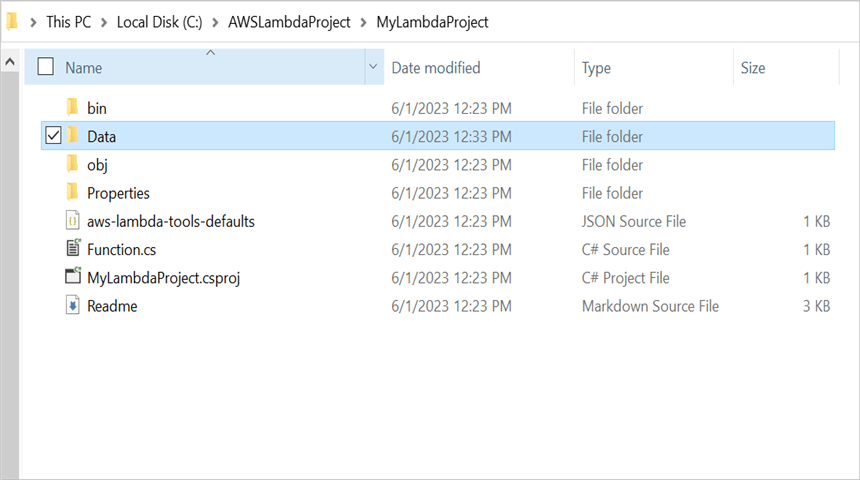 This PC > Local Disk (C:) > AWSLambdaProject > MyLambdaProject
Name Date modified Type Size
bin 6/1/2023 12:23 PM File folder
Data 6/1/2023 12:33 PM File folder
obj 6/1/2023 12:23 PM File folder
Properties 6/1/2023 12:23 PM File folder
aws-lambda-tools-defaults 6/1/2023 12:23 PM JSON Source File 1 KB
Function.cs 6/1/2023 12:23 PM C# Source File 1 KB
MyLambdaProject.csproj 6/1/2023 12:23 PM C# Project File 1 KB
Readme 6/1/2023 12:23 PM Markdown Source File 3 KB